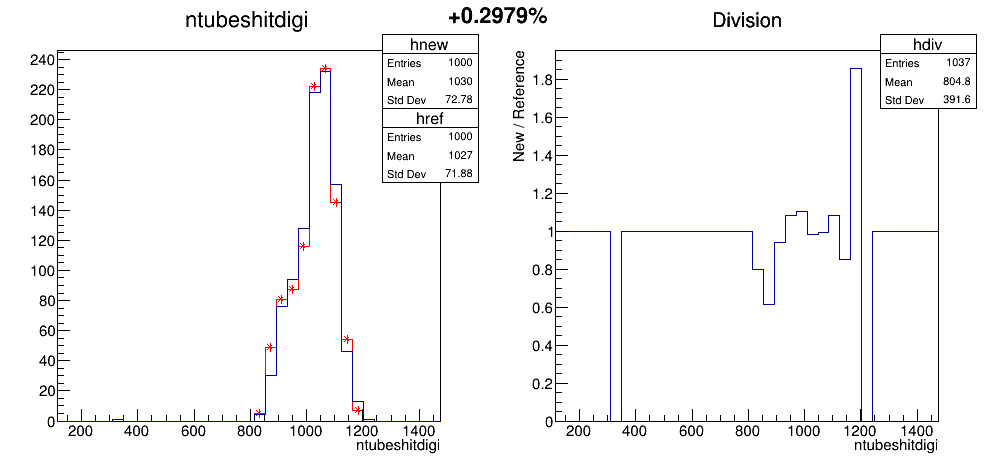 ntubeshitdigi
+0.2979%
Division
hnew
Entries 1000
Mean 1030
Std Dev 72.78
href
Entries 1000
Mean 1027
Std Dev 71.88
240
220
200
180
160
140
120
100
80
60
40
20
0
200 400 600 800 1000 1200 1400
ntubeshitdigi
hdiv
Entries 1037
Mean 804.8
Std Dev 391.6
New / Reference
1.8
1.6
1.4
1.2
1
0.8
0.6
0.4
0.2
0
200 400 600 800 1000 1200 1400
ntubeshitdigi